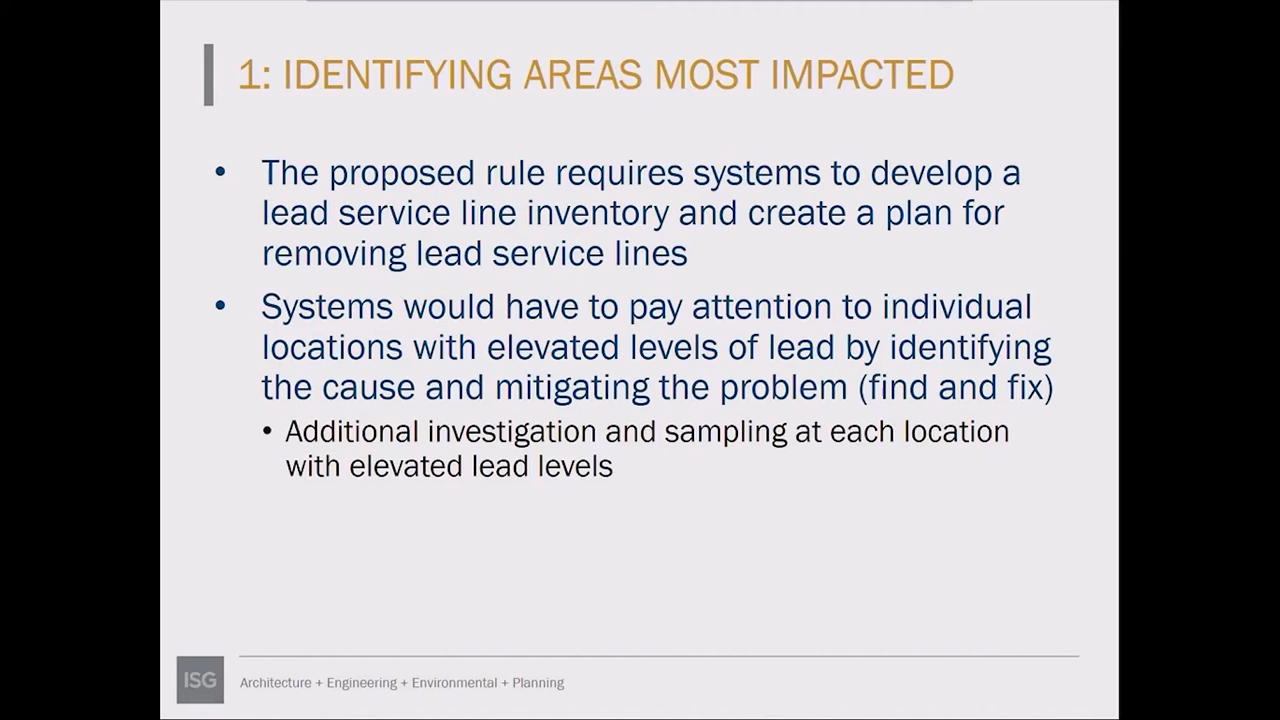 1: IDENTIFYING AREAS MOST IMPACTED
• The proposed rule requires systems to develop a
lead service line inventory and create a plan for
removing lead service lines
• Systems would have to pay attention to individual
locations with elevated levels of lead by identifying
the cause and mitigating the problem (find and fix)
• Additional investigation and sampling at each location
with elevated lead levels
ISG
Architecture + Engineering + Environmental + Planning